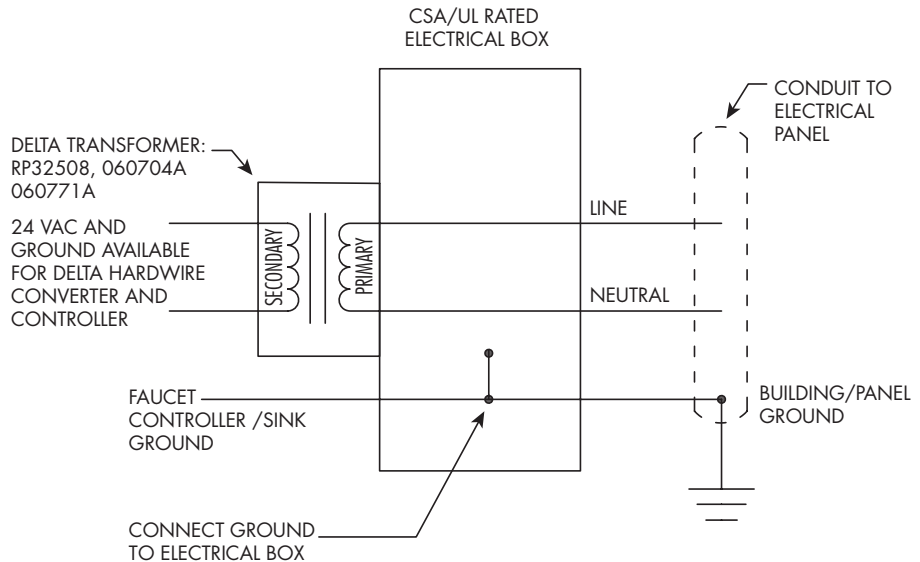 CSA/UL RATED
ELECTRICAL BOX
CONDUIT TO
ELECTRICAL
PANEL
DELTA TRANSFORMER:
RP32508, 060704A
060771A
24 VAC AND
GROUND AVAILABLE
FOR DELTA HARDWIRE
CONVERTER AND
CONTROLLER
SECONDARY
PRIMARY
LINE
NEUTRAL
FAUCET
CONTROLLER /SINK
GROUND
BUILDING/PANEL
GROUND
CONNECT GROUND
TO ELECTRICAL BOX